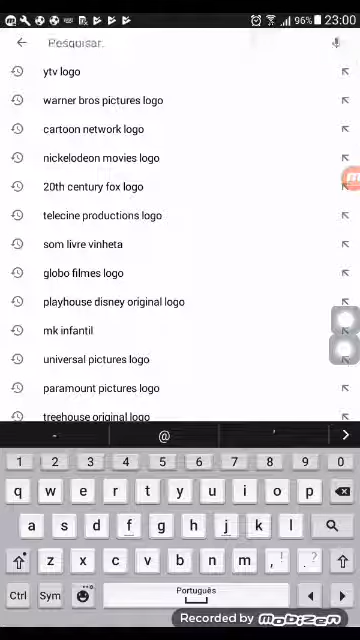 96% 23:00
Pesquisar.
ytv logo
warner bros pictures logo
cartoon network logo
nickelodeon movies logo
20th century fox logo
telecine productions logo
som livre vinheta
globo filmes logo
playhouse disney original logo
mk infantil
universal pictures logo
paramount pictures logo
treehouse original logo
- @ '
1 2 3 4 5 6 7 8 9 0
q w e r t y u i o p
a s d f g h j k l
z x c v b n m , ! . ?
Ctrl Sym Português
Recorded by MOBIZEN